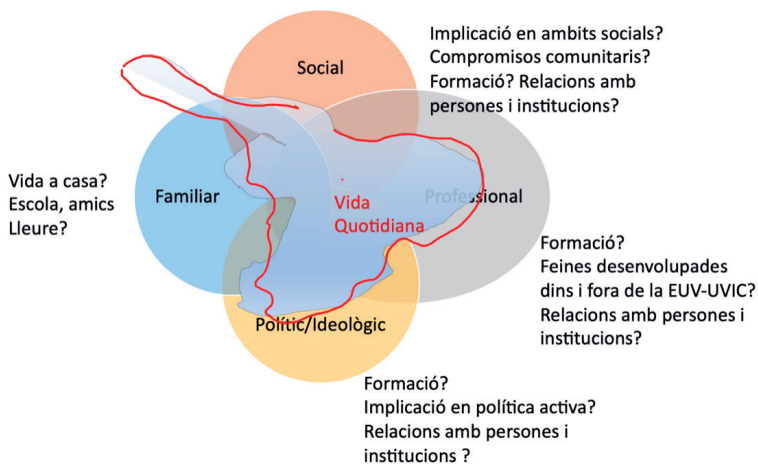 Social
Implicació en ambits socials?
Compromisos comunitaris?
Formació? Relacions amb
persones i institucions?
Vida a casa?
Escola, amics
Lleure?
Familiar
Vida
Quotidiana
Professional
Formació?
Feines desenvolupades
dins i fora de la EUV-UVIC?
Relacions amb persones i
institucions?
Polític/Ideològic
Formació?
Implicació en política activa?
Relacions amb persones i
institucions ?